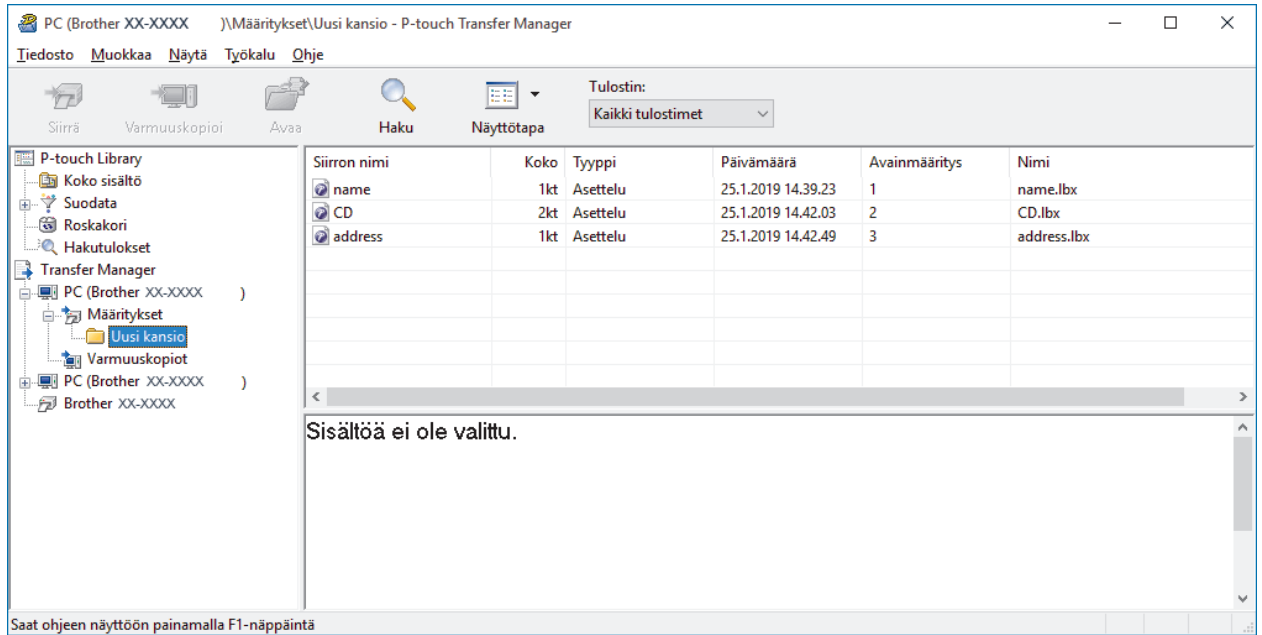 PC (Brother XX-XXXX )\Määritykset\Uusi kansio - P-touch Transfer Manager
Tiedosto Muokkaa Näytä Työkalu Ohje
Siirrä Varmuuskopioi Avaa Haku Näyttötapa
Tulostin:
Kaikki tulostimet
P-touch Library
Koko sisältö
Suodata
Roskakori
Hakutulokset
Transfer Manager
PC (Brother XX-XXXX )
Määritykset
Uusi kansio
Varmuuskopiot
PC (Brother XX-XXXX )
Brother XX-XXXX
Siirron nimi Koko Tyyppi Päivämäärä Avainmääritys Nimi
name 1kt Asettelu 25.1.2019 14.39.23 1 name.lbx
CD 2kt Asettelu 25.1.2019 14.42.03 2 CD.lbx
address 1kt Asettelu 25.1.2019 14.42.49 3 address.lbx
Sisältöä ei ole valittu.
Saat ohjeen näyttöön painamalla F1-näppäintä